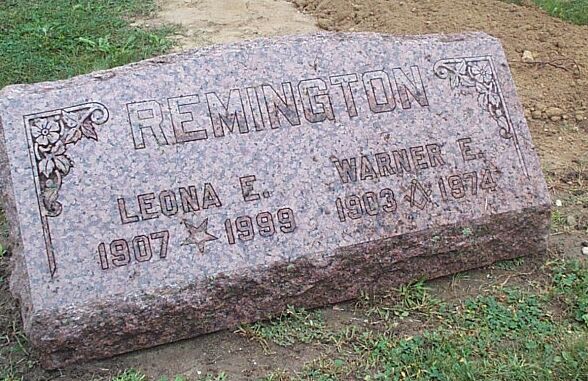 REMINGTON
LEONA E.
1907 1999
WARNER E.
1903 1974